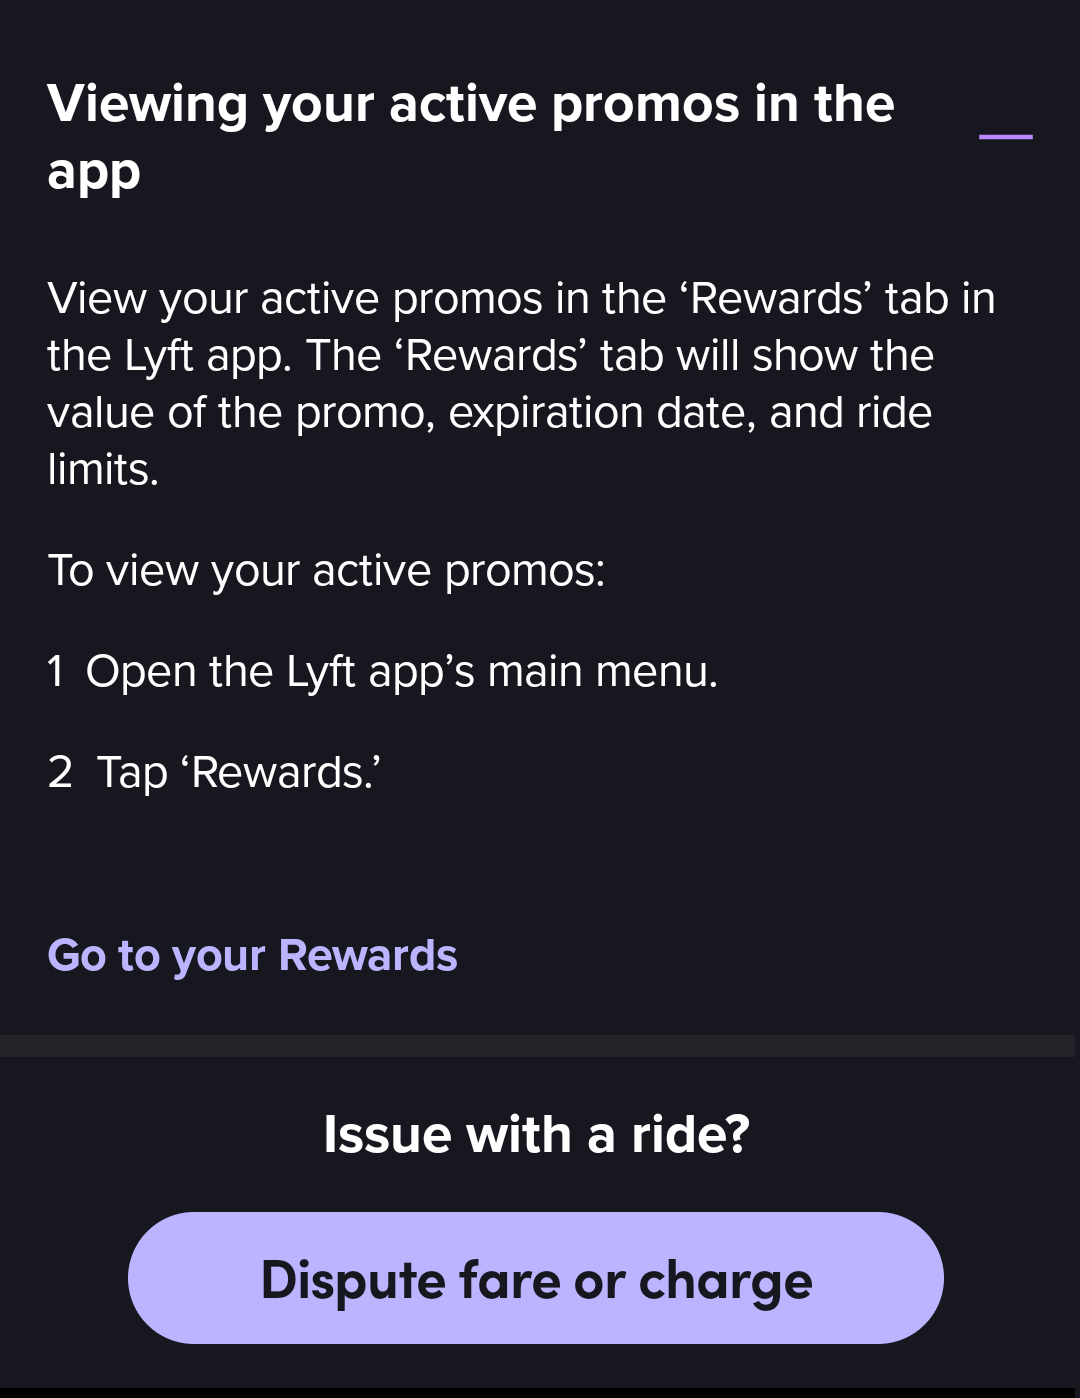 Viewing your active promos in the
app
View your active promos in the ‘Rewards’ tab in
the Lyft app. The ‘Rewards’ tab will show the
value of the promo, expiration date, and ride
limits.
To view your active promos:
1 Open the Lyft app’s main menu.
2 Tap ‘Rewards.’
Go to your Rewards
Issue with a ride?
Dispute fare or charge